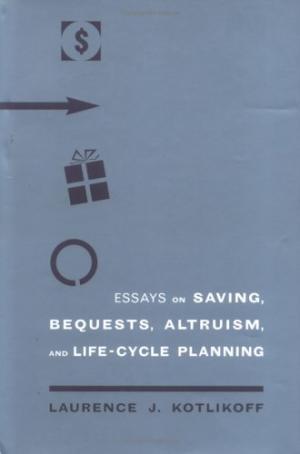 $
ESSAYS ON SAVING,
BEQUESTS, ALTRUISM,
AND LIFE-CYCLE PLANNING
LAURENCE J. KOTLIKOFF